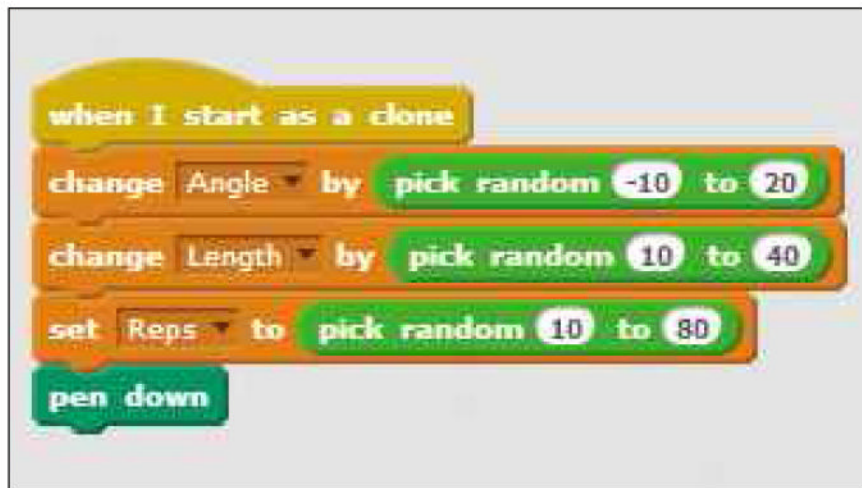 when I start as a clone
change Angle by pick random -10 to 20
change Length by pick random 10 to 40
set Reps to pick random 10 to 80
pen down